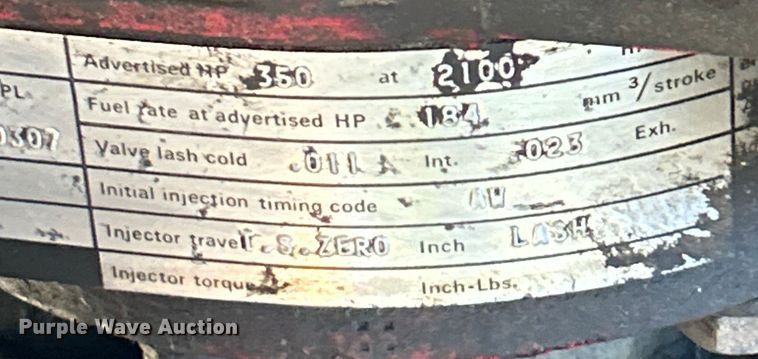 Advertised HP 350 at 2100
PL Fuel rate at advertised HP 184 mm 3/stroke
0307 Valve lash cold .011 Int. .023 Exh.
Initial injection timing code AW
Injector travel T.S.ZERO Inch LASH
Injector torque Inch-Lbs.
Purple Wave Auction